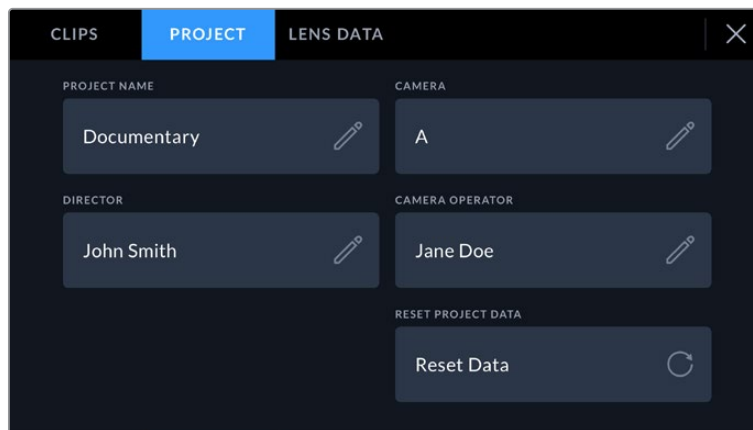 CLIPS PROJECT LENS DATA
PROJECT NAME CAMERA
Documentary A
DIRECTOR CAMERA OPERATOR
John Smith Jane Doe
RESET PROJECT DATA
Reset Data